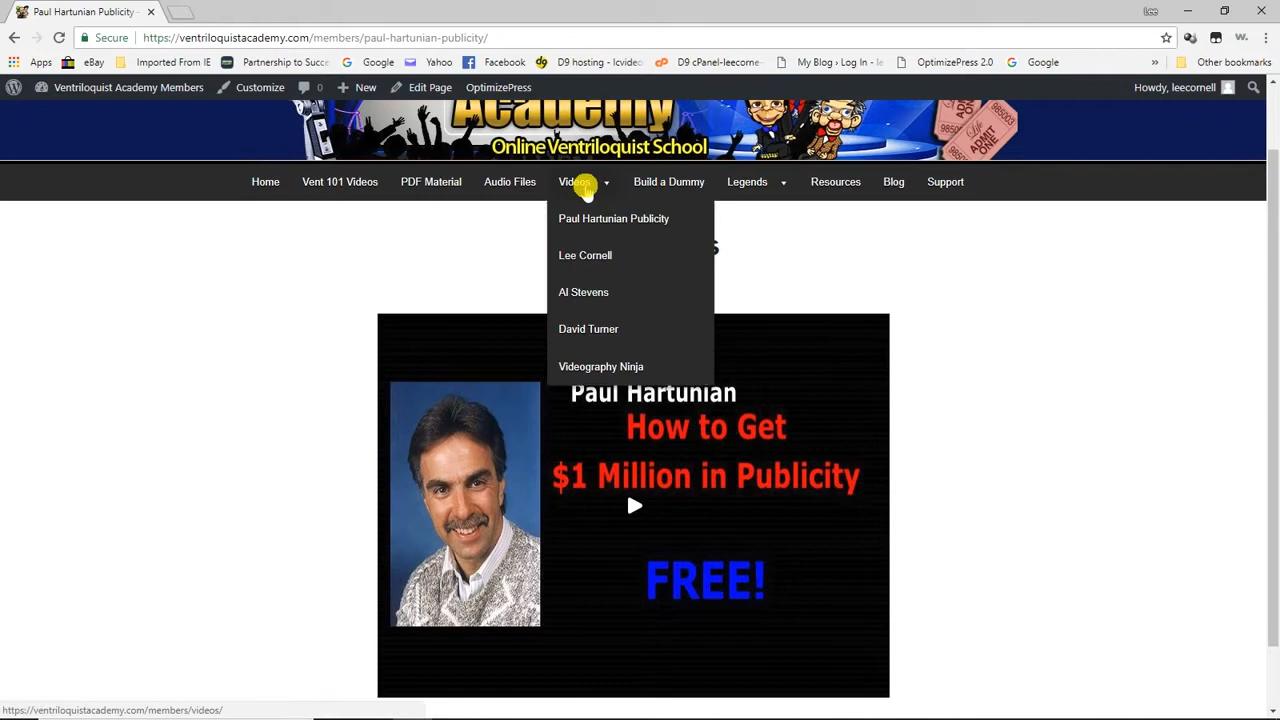 Paul Hartunian Publicity -
Secure
https://ventriloquistacademy.com/members/paul-hartunian-publicity/
Apps
eBay
Imported From IE
Partnership to Succe
Google
Yahoo
Facebook
D9 hosting - lcvideo
D9 cPanel-leecorne
My Blog › Log In - le
OptimizePress 2.0
Google
»
Other bookmarks
Ventriloquist Academy Members
Customize
0
New
Edit Page
OptimizePress
Howdy, leecornell
Academy
Online Ventriloquist School
985003
ADMIT
ONE
Home
Vent 101 Videos
PDF Material
Audio Files
Videos
Build a Dummy
Legends
Resources
Blog
Support
Paul Hartunian Publicity
Lee Cornell
Al Stevens
David Turner
Videography Ninja
Paul Hartunian
How to Get
$1 Million in Publicity
FREE!
https://ventriloquistacademy.com/members/videos/